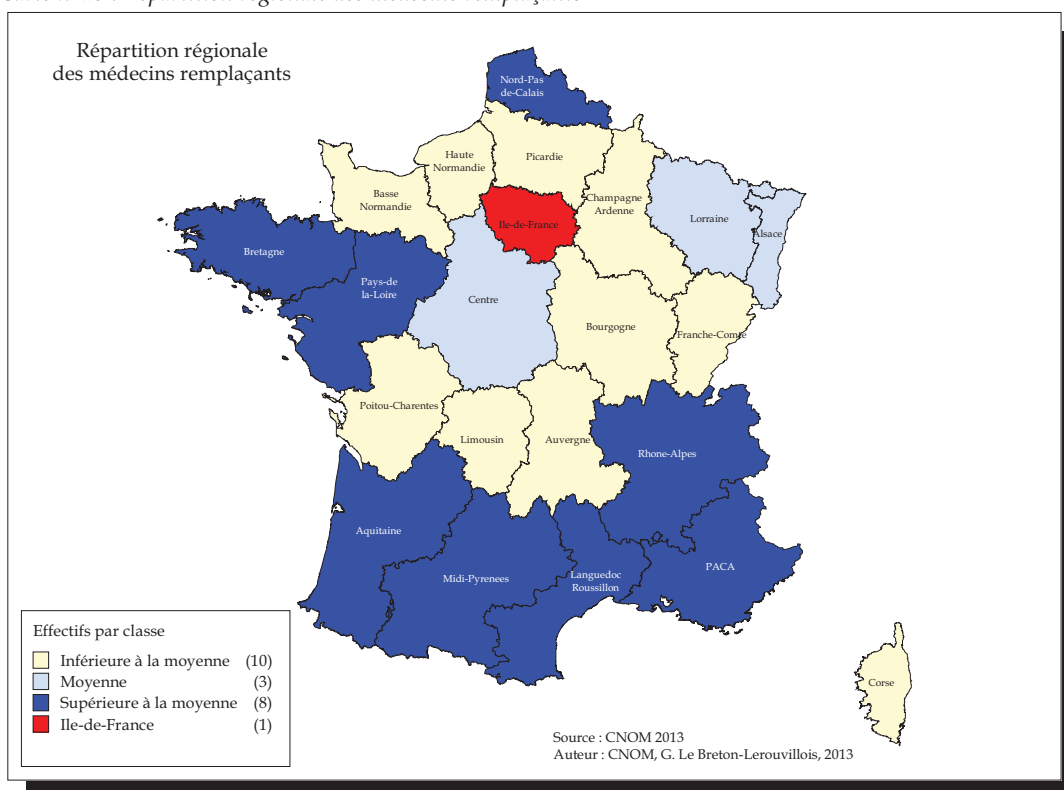 Répartition régionale
des médecins remplaçants
Nord-Pas
de-Calais
Haute
Normandie
Picardie
Basse
Normandie
Champagne
Ardenne
Ile-de-France
Lorraine
Alsace
Bretagne
Pays-de
la-Loire
Centre
Bourgogne
Franche-Comté
Poitou-Charentes
Limousin
Auvergne
Rhone-Alpes
Aquitaine
Midi-Pyrenees
Languedoc
Roussillon
PACA
Corse
Effectifs par classe
Inférieure à la moyenne (10)
Moyenne (3)
Supérieure à la moyenne (8)
Ile-de-France (1)
Source : CNOM 2013
Auteur : CNOM, G. Le Breton-Lerouvillois, 2013